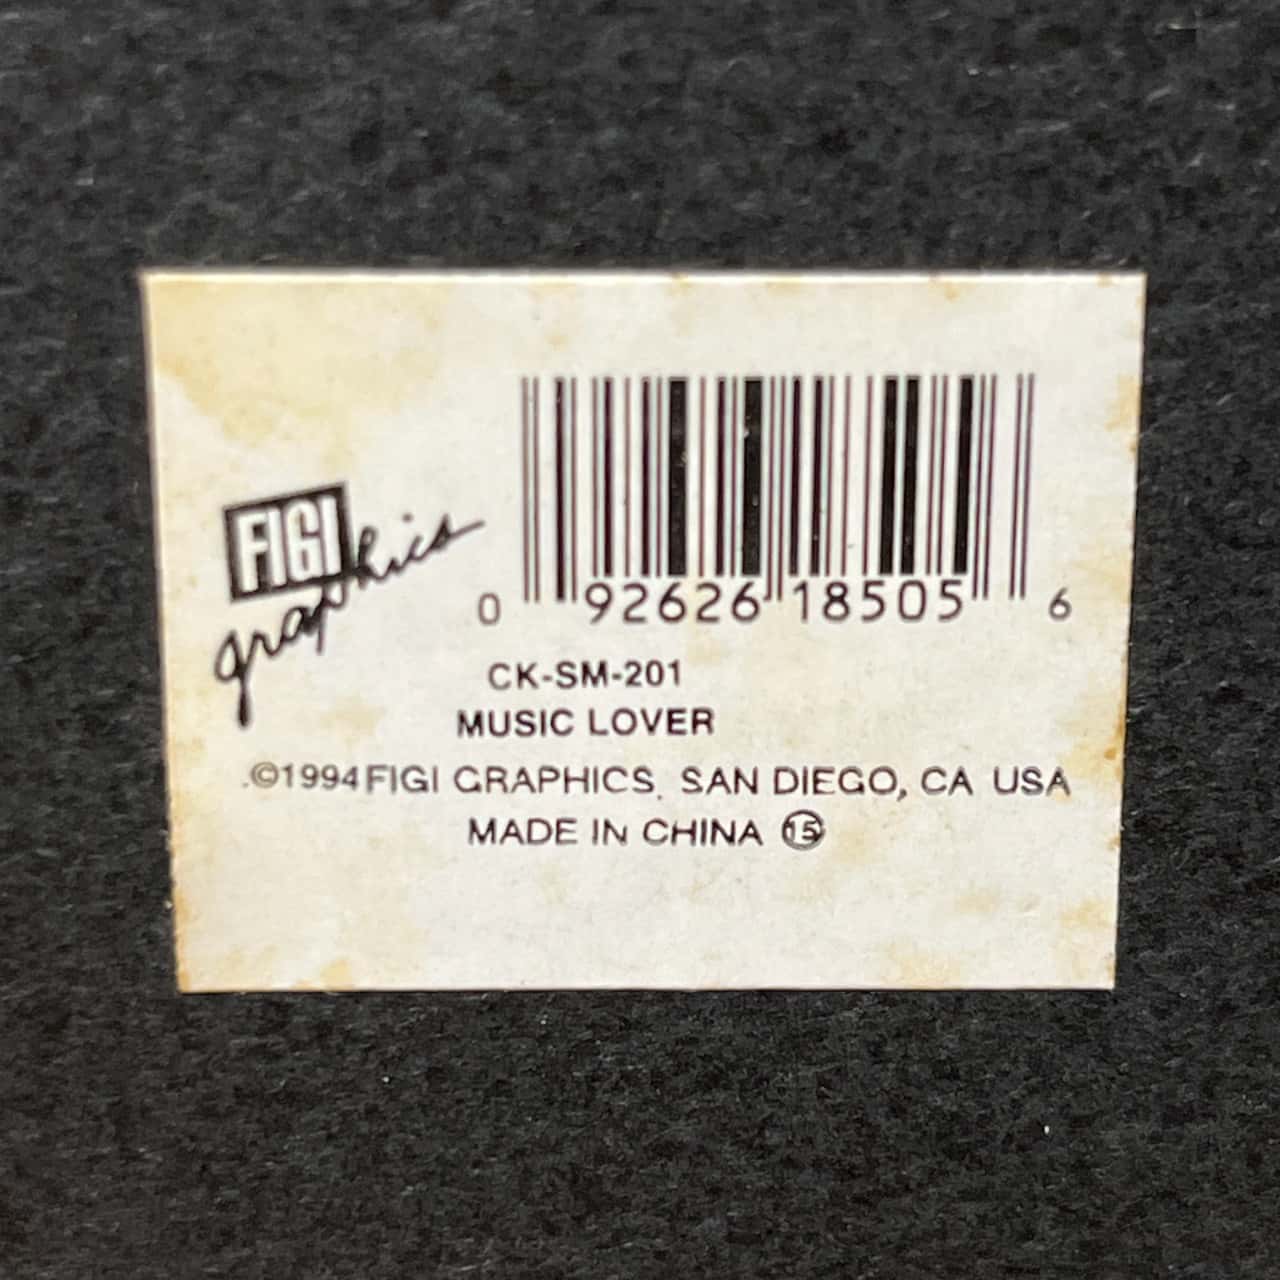 FIGI
graphics
0 92626 18505 6
CK-SM-201
MUSIC LOVER
©1994 FIGI GRAPHICS, SAN DIEGO, CA USA
MADE IN CHINA 15